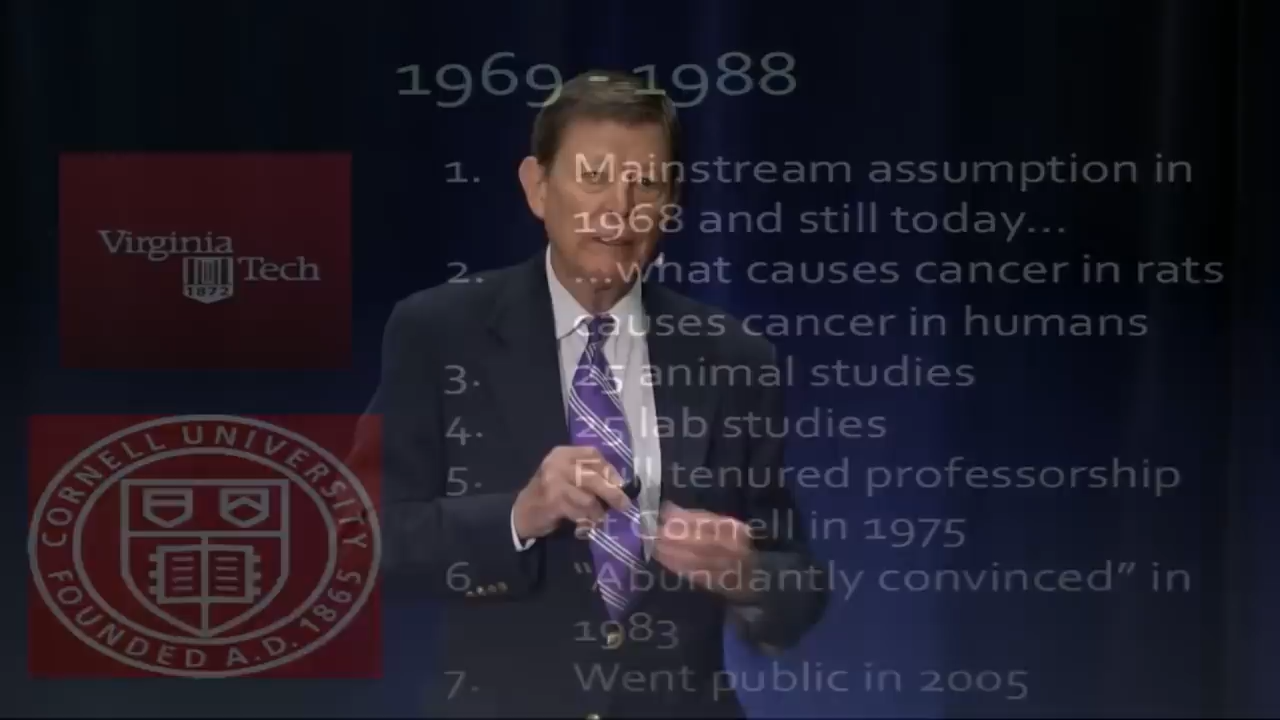 1969 - 1988
Virginia
Tech
1872
CORNELL UNIVERSITY
FOUNDED A.D. 1865
1. Mainstream assumption in
1968 and still today...
2. ...what causes cancer in rats
causes cancer in humans
3. 25 animal studies
4. 25 lab studies
5. Full tenured professorship
at Cornell in 1975
6. “Abundantly convinced” in
1983
7. Went public in 2005